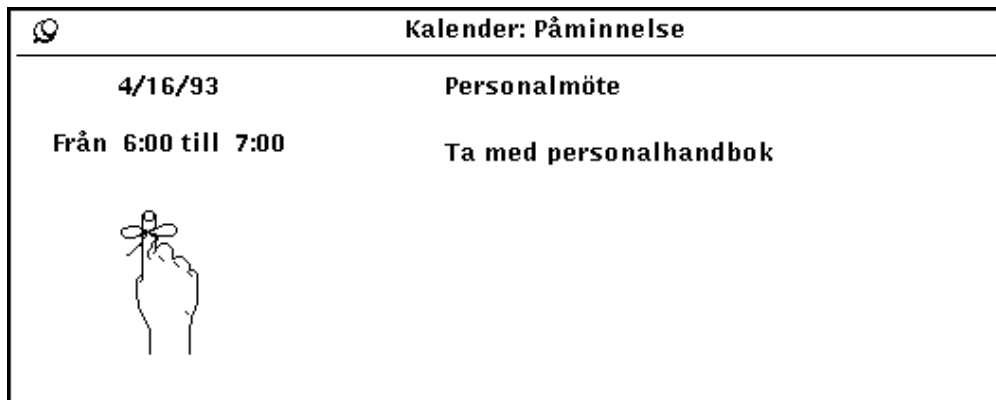 Kalender: Påminnelse
4/16/93 Personalmöte
Från 6:00 till 7:00 Ta med personalhandbok